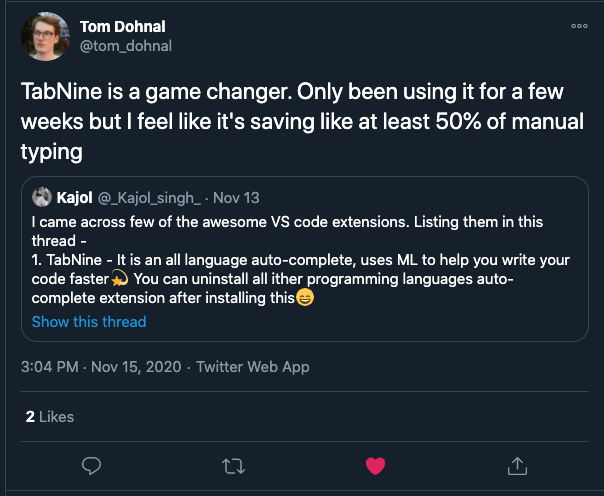 Tom Dohnal
@tom_dohnal
TabNine is a game changer. Only been using it for a few
weeks but I feel like it's saving like at least 50% of manual
typing
Kajol @_Kajol_singh_ · Nov 13
I came across few of the awesome VS code extensions. Listing them in this
thread -
1. TabNine - It is an all language auto-complete, uses ML to help you write your
code faster💫 You can uninstall all ither programming languages auto-
complete extension after installing this😄
Show this thread
3:04 PM · Nov 15, 2020 · Twitter Web App
2 Likes